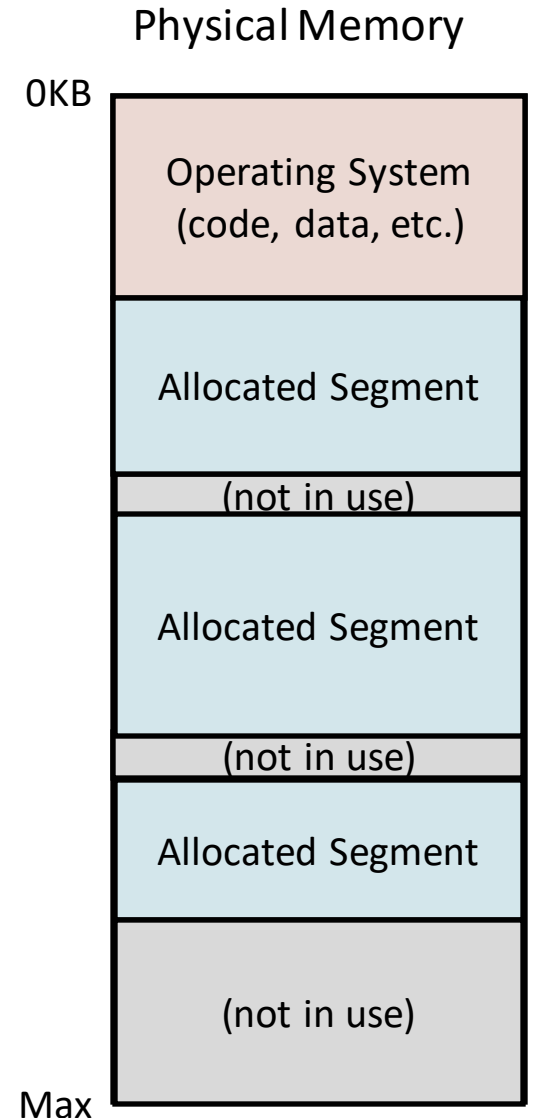 Physical Memory
0KB
Operating System
(code, data, etc.)
Allocated Segment
(not in use)
Allocated Segment
(not in use)
Allocated Segment
(not in use)
Max